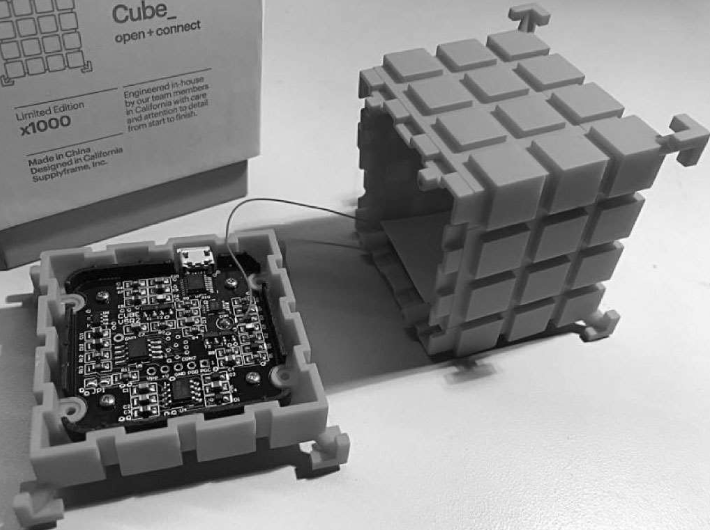 Cube_
open + connect
Limited Edition
x1000
Engineered in-house
by our team members
in California with care
and attention to detail
from start to finish.
Made in China
Designed in California
Supplyframe, Inc.
JP1